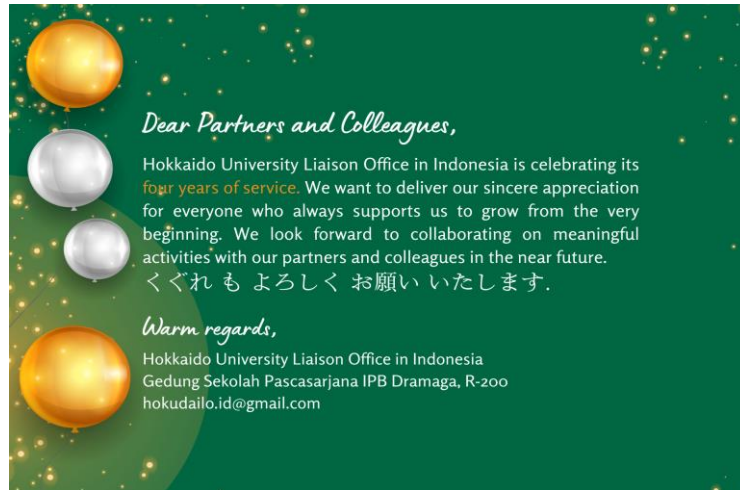 Dear Partners and Colleagues,
Hokkaido University Liaison Office in Indonesia is celebrating its
four years of service. We want to deliver our sincere appreciation
for everyone who always supports us to grow from the very
beginning. We look forward to collaborating on meaningful
activities with our partners and colleagues in the near future.
くぐれ も よろしく お願い いたします.
Warm regards,
Hokkaido University Liaison Office in Indonesia
Gedung Sekolah Pascasarjana IPB Dramaga, R-200
hokudailo.id@gmail.com